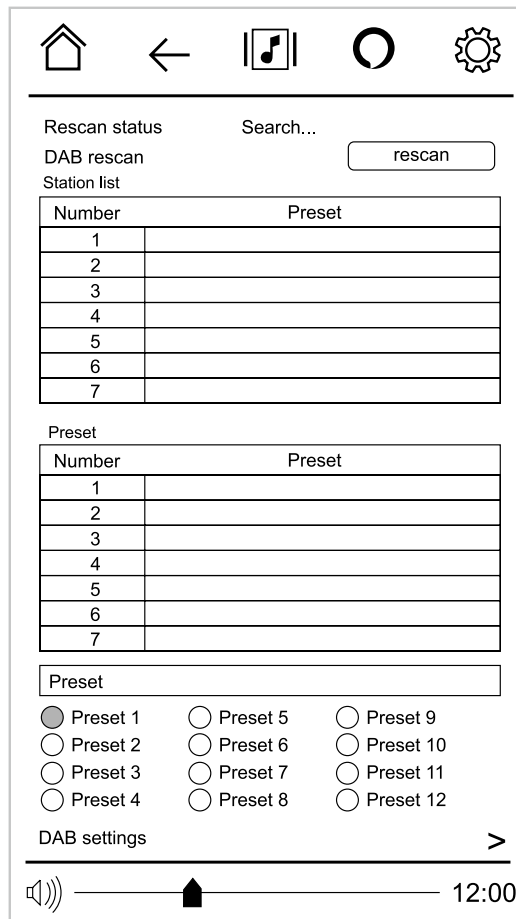 Rescan status Search...
DAB rescan rescan
Station list
Number Preset
1
2
3
4
5
6
7
Preset
Number Preset
1
2
3
4
5
6
7
Preset
Preset 1 Preset 5 Preset 9
Preset 2 Preset 6 Preset 10
Preset 3 Preset 7 Preset 11
Preset 4 Preset 8 Preset 12
DAB settings >
12:00